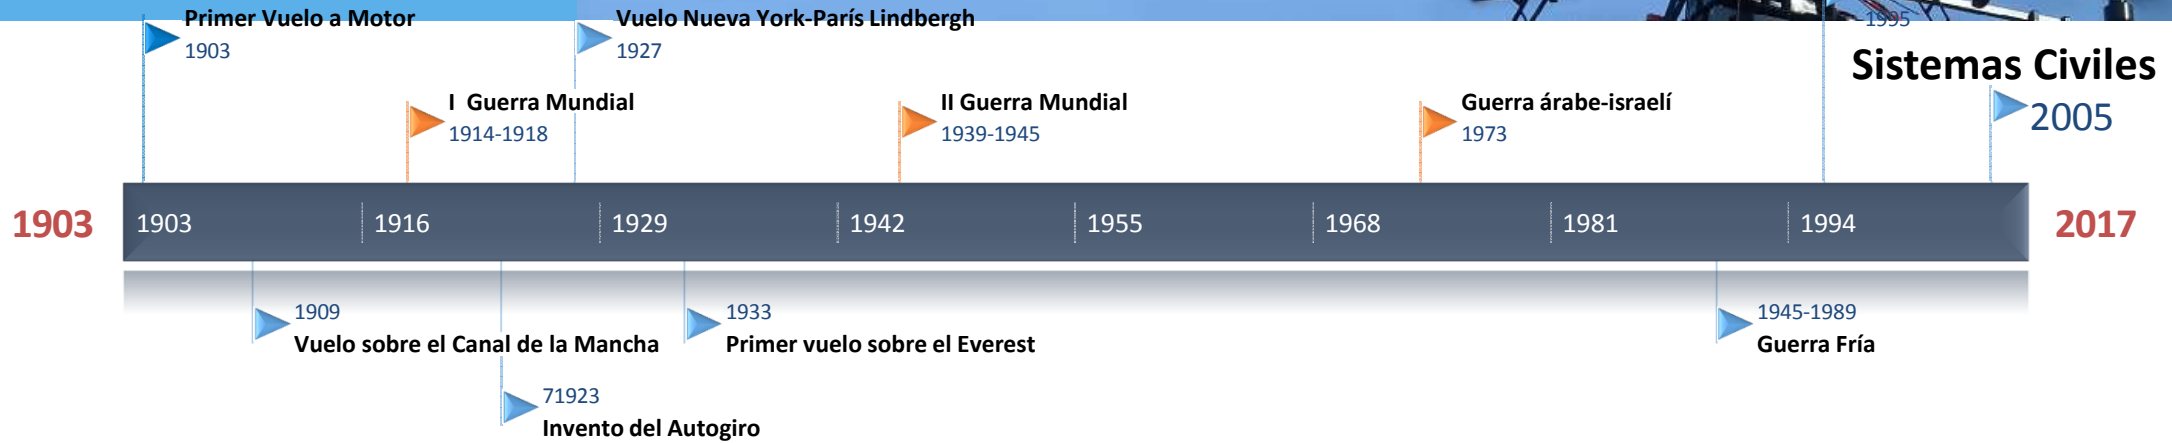 Primer Vuelo a Motor
1903
Vuelo Nueva York-París Lindbergh
1927
-1995
Sistemas Civiles
2005
I Guerra Mundial
1914-1918
II Guerra Mundial
1939-1945
Guerra árabe-israelí
1973
1903
1903
1916
1929
1942
1955
1968
1981
1994
2017
1909
Vuelo sobre el Canal de la Mancha
1933
Primer vuelo sobre el Everest
1945-1989
Guerra Fría
71923
Invento del Autogiro